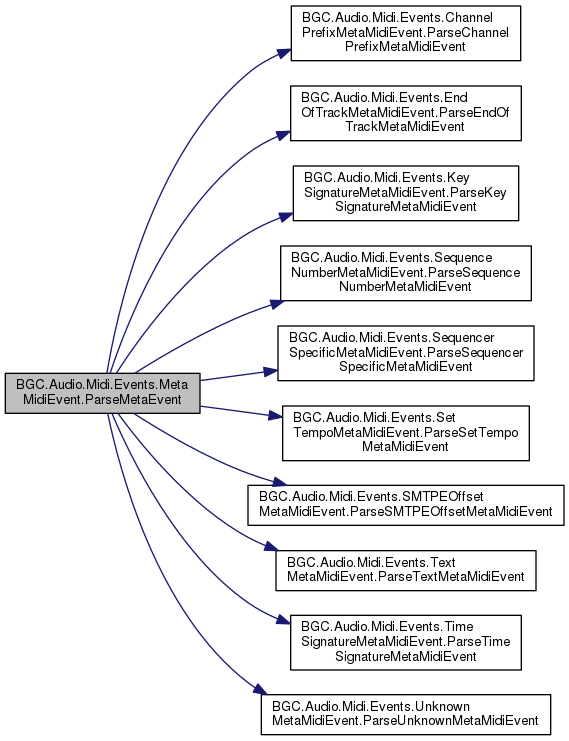 BGC.Audio.Midi.Events.Channel
PrefixMetaMidiEvent.ParseChannel
PrefixMetaMidiEvent
BGC.Audio.Midi.Events.End
OfTrackMetaMidiEvent.ParseEndOf
TrackMetaMidiEvent
BGC.Audio.Midi.Events.Key
SignatureMetaMidiEvent.ParseKey
SignatureMetaMidiEvent
BGC.Audio.Midi.Events.Sequence
NumberMetaMidiEvent.ParseSequence
NumberMetaMidiEvent
BGC.Audio.Midi.Events.Sequencer
SpecificMetaMidiEvent.ParseSequencer
SpecificMetaMidiEvent
BGC.Audio.Midi.Events.Meta
MidiEvent.ParseMetaEvent
BGC.Audio.Midi.Events.Set
TempoMetaMidiEvent.ParseSetTempo
MetaMidiEvent
BGC.Audio.Midi.Events.SMTPEOffset
MetaMidiEvent.ParseSMTPEOffsetMetaMidiEvent
BGC.Audio.Midi.Events.Text
MetaMidiEvent.ParseTextMetaMidiEvent
BGC.Audio.Midi.Events.Time
SignatureMetaMidiEvent.ParseTime
SignatureMetaMidiEvent
BGC.Audio.Midi.Events.Unknown
MetaMidiEvent.ParseUnknownMetaMidiEvent